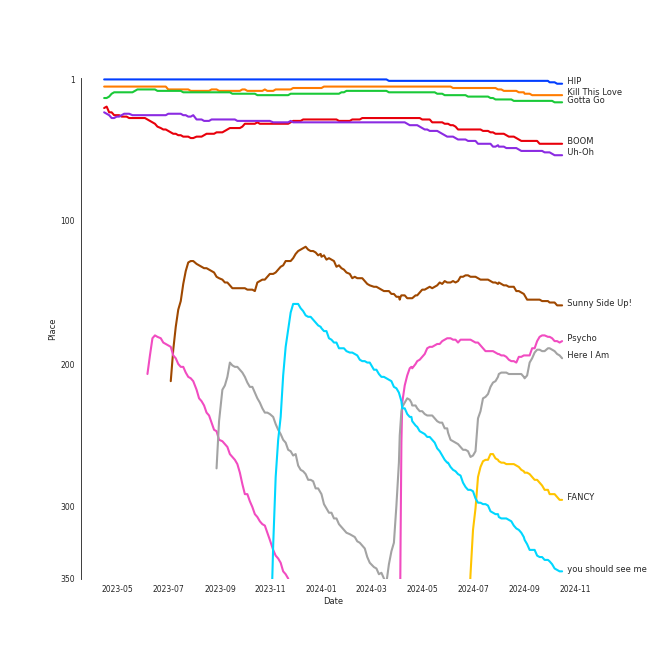 1
100
200
300
350
Place
HIP
Kill This Love
Gotta Go
BOOM
Uh-Oh
Sunny Side Up!
Psycho
Here I Am
FANCY
you should see me
2023-05 2023-07 2023-09 2023-11 2024-01 2024-03 2024-05 2024-07 2024-09 2024-11
Date